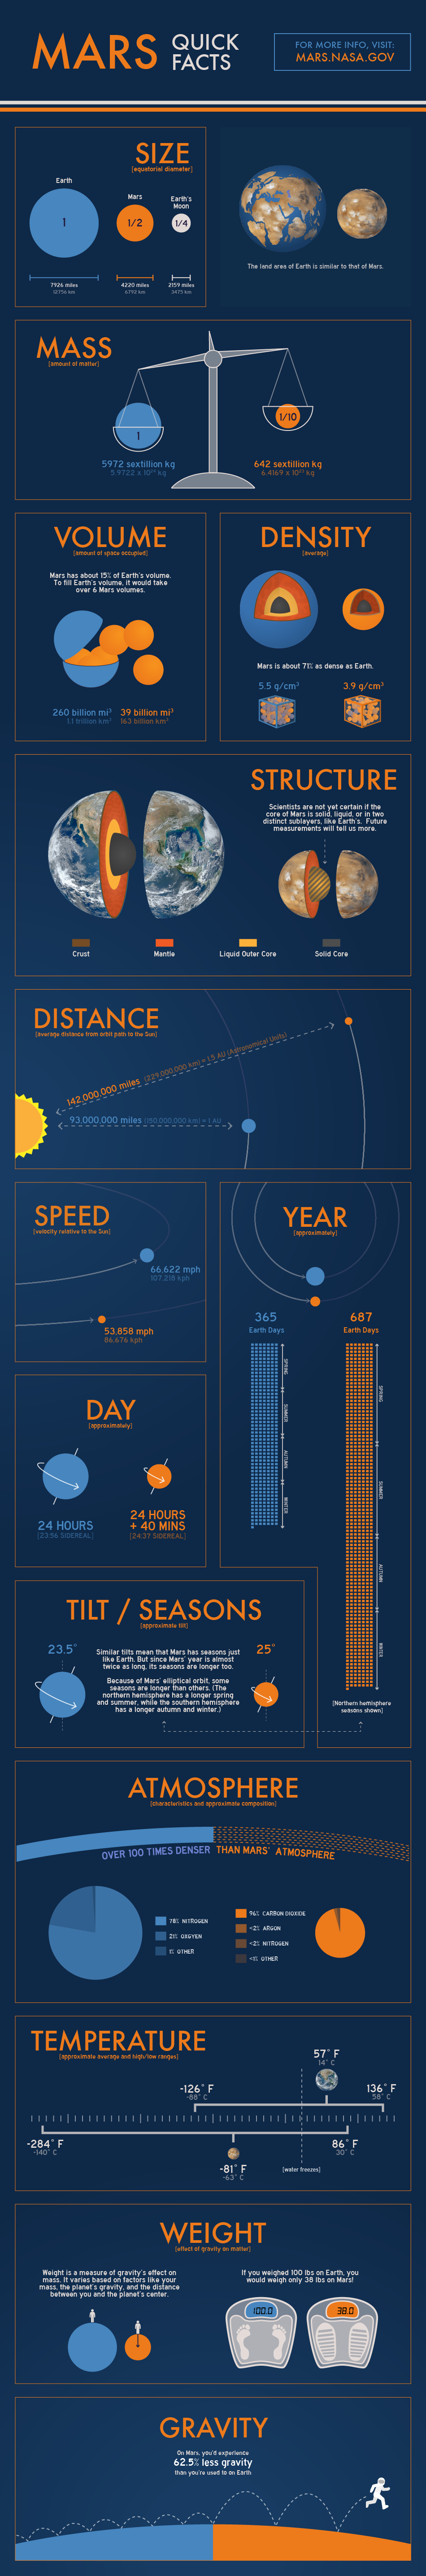 MARS QUICK FACTS
FOR MORE INFO, VISIT:
MARS.NASA.GOV
SIZE
[equatorial diameter]
Earth
Mars
Earth's
Moon
1
1/2
1/4
7926 miles
12756 km
4220 miles
6792 km
2159 miles
3475 km
The land area of Earth is similar to that of Mars.
MASS
[amount of matter]
1
1/10
5972 sextillion kg
5.9722 x 10²⁴ kg
642 sextillion kg
6.4169 x 10²³ kg
VOLUME
[amount of space occupied]
Mars has about 15% of Earth's volume.
To fill Earth's volume, it would take
over 6 Mars volumes.
260 billion mi³
1.1 trillion km³
39 billion mi³
163 billion km³
DENSITY
[average]
Mars is about 71% as dense as Earth.
5.5 g/cm³
3.9 g/cm³
STRUCTURE
Scientists are not yet certain if the
core of Mars is solid, liquid, or in two
distinct sublayers, like Earth's. Future
measurements will tell us more.
Crust
Mantle
Liquid Outer Core
Solid Core
DISTANCE
[average distance from orbit path to the Sun]
142,000,000 miles (229,000,000 km) = 1.5 AU (Astronomical Units)
93,000,000 miles (150,000,000 km) = 1 AU
SPEED
[velocity relative to the Sun]
66,622 mph
107,218 kph
53,858 mph
86,676 kph
YEAR
[approximately]
365
Earth Days
687
Earth Days
SPRING
SUMMER
AUTUMN
WINTER
SPRING
SUMMER
AUTUMN
WINTER
[Northern hemisphere
seasons shown]
DAY
[approximately]
24 HOURS
[23:56 SIDEREAL]
24 HOURS
+ 40 MINS
[24:37 SIDEREAL]
TILT / SEASONS
[approximate tilt]
23.5°
25°
Similar tilts mean that Mars has seasons just
like Earth. But since Mars' year is almost
twice as long, its seasons are longer too.
Because of Mars' elliptical orbit, some
seasons are longer than others. (The
northern hemisphere has a longer spring
and summer, while the southern hemisphere
has a longer autumn and winter.)
ATMOSPHERE
[characteristics and approximate composition]
OVER 100 TIMES DENSER THAN MARS' ATMOSPHERE
78% NITROGEN
21% OXGYEN
1% OTHER
96% CARBON DIOXIDE
<2% ARGON
<2% NITROGEN
<1% OTHER
TEMPERATURE
[approximate average and high/low ranges]
57° F
14° C
-126° F
-88° C
136° F
58° C
-284° F
-140° C
86° F
30° C
-81° F
-63° C
[water freezes]
WEIGHT
[effect of gravity on matter]
Weight is a measure of gravity's effect on
mass. It varies based on factors like your
mass, the planet's gravity, and the distance
between you and the planet's center.
If you weighed 100 lbs on Earth, you
would weigh only 38 lbs on Mars!
100.0
38.0
GRAVITY
On Mars, you'd experience
62.5% less gravity
than you're used to on Earth